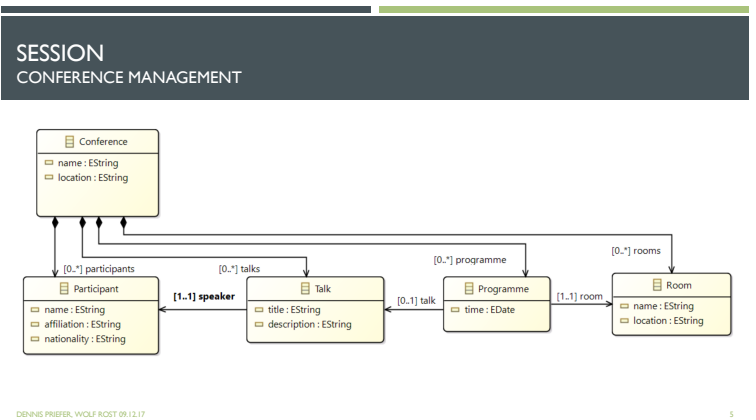 SESSION
CONFERENCE MANAGEMENT
Conference
name : EString
location : EString
[0..*] participants
[0..*] talks
[0..*] programme
[0..*] rooms
Participant
name : EString
affiliation : EString
nationality : EString
[1..1] speaker
Talk
title : EString
description : EString
[0..1] talk
Programme
time : EDate
[1..1] room
Room
name : EString
location : EString
DENNIS PRIEFER, WOLF ROST 09.12.17
5